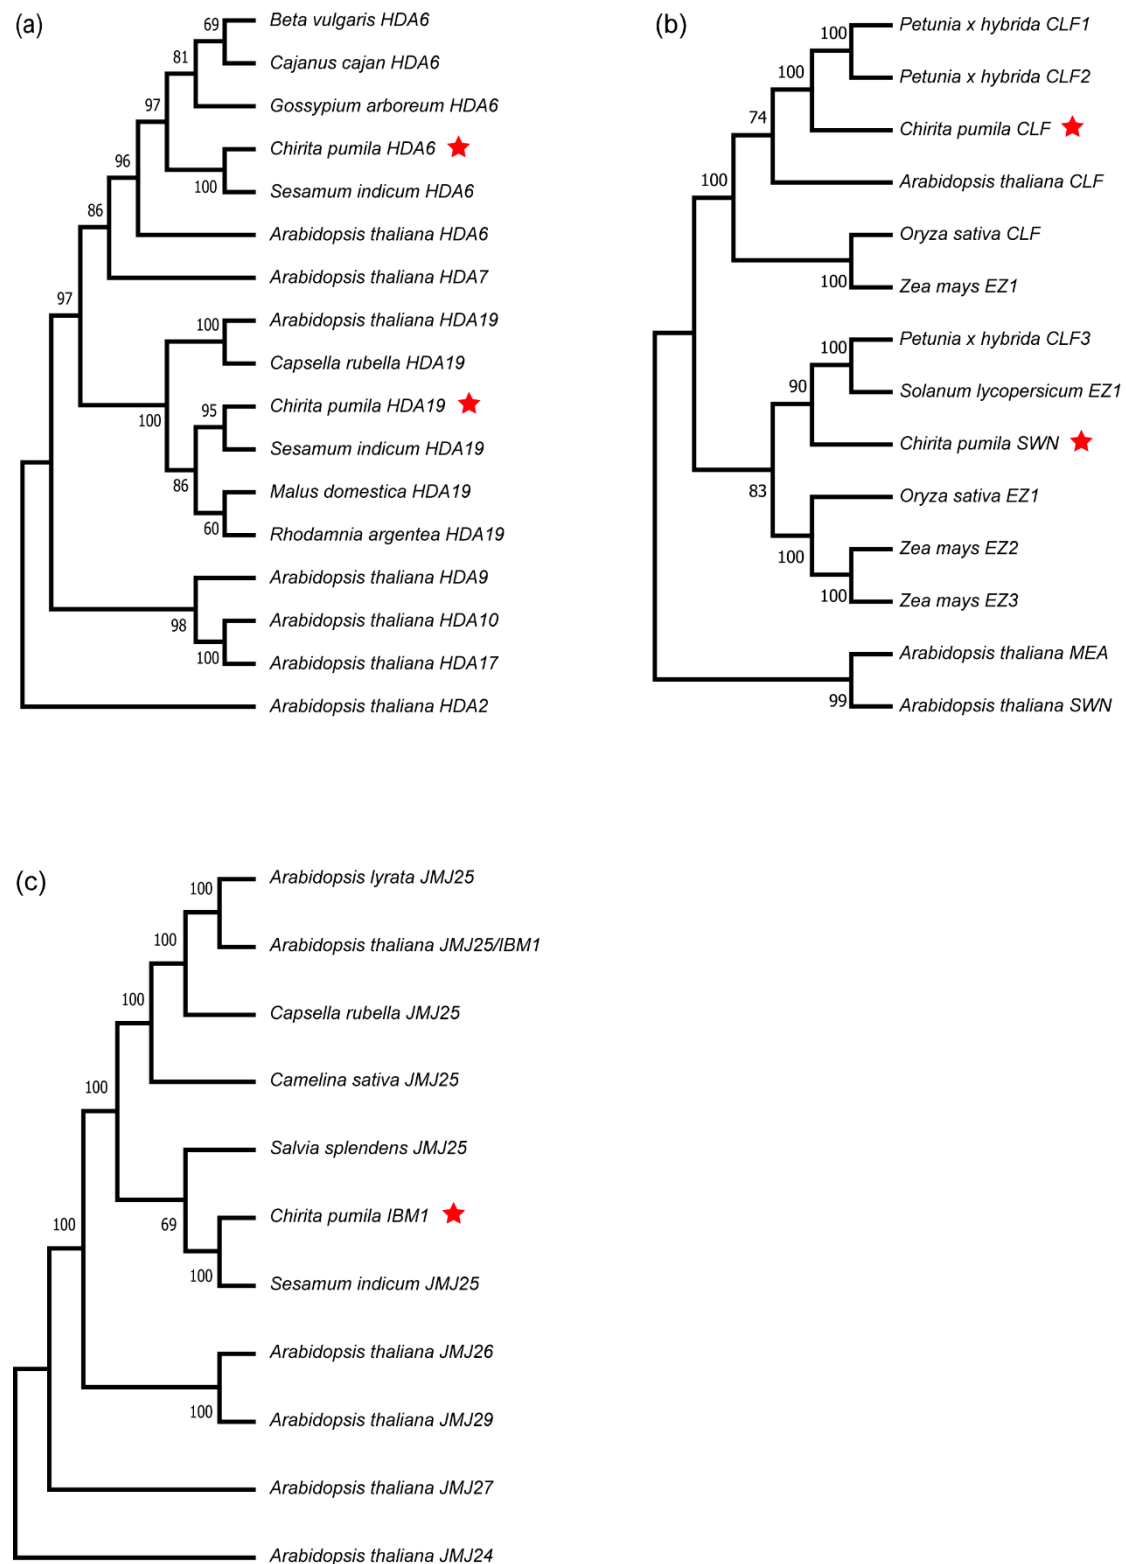 (a)
69
Beta vulgaris HDA6
Cajanus cajan HDA6
81
Gossypium arboreum HDA6
97
Chirita pumila HDA6
100
Sesamum indicum HDA6
96
Arabidopsis thaliana HDA6
86
Arabidopsis thaliana HDA7
97
100
Arabidopsis thaliana HDA19
Capsella rubella HDA19
100
95
Chirita pumila HDA19
Sesamum indicum HDA19
86
Malus domestica HDA19
60
Rhodamnia argentea HDA19
Arabidopsis thaliana HDA9
98
Arabidopsis thaliana HDA10
100
Arabidopsis thaliana HDA17
Arabidopsis thaliana HDA2
(b)
100
Petunia x hybrida CLF1
Petunia x hybrida CLF2
100
Chirita pumila CLF
74
Arabidopsis thaliana CLF
100
Oryza sativa CLF
100
Zea mays EZ1
100
Petunia x hybrida CLF3
Solanum lycopersicum EZ1
90
Chirita pumila SWN
83
Oryza sativa EZ1
100
Zea mays EZ2
100
Zea mays EZ3
Arabidopsis thaliana MEA
99
Arabidopsis thaliana SWN
(c)
100
Arabidopsis lyrata JMJ25
Arabidopsis thaliana JMJ25/IBM1
100
Capsella rubella JMJ25
100
Camelina sativa JMJ25
100
Salvia splendens JMJ25
69
Chirita pumila IBM1
100
Sesamum indicum JMJ25
100
Arabidopsis thaliana JMJ26
100
Arabidopsis thaliana JMJ29
Arabidopsis thaliana JMJ27
Arabidopsis thaliana JMJ24